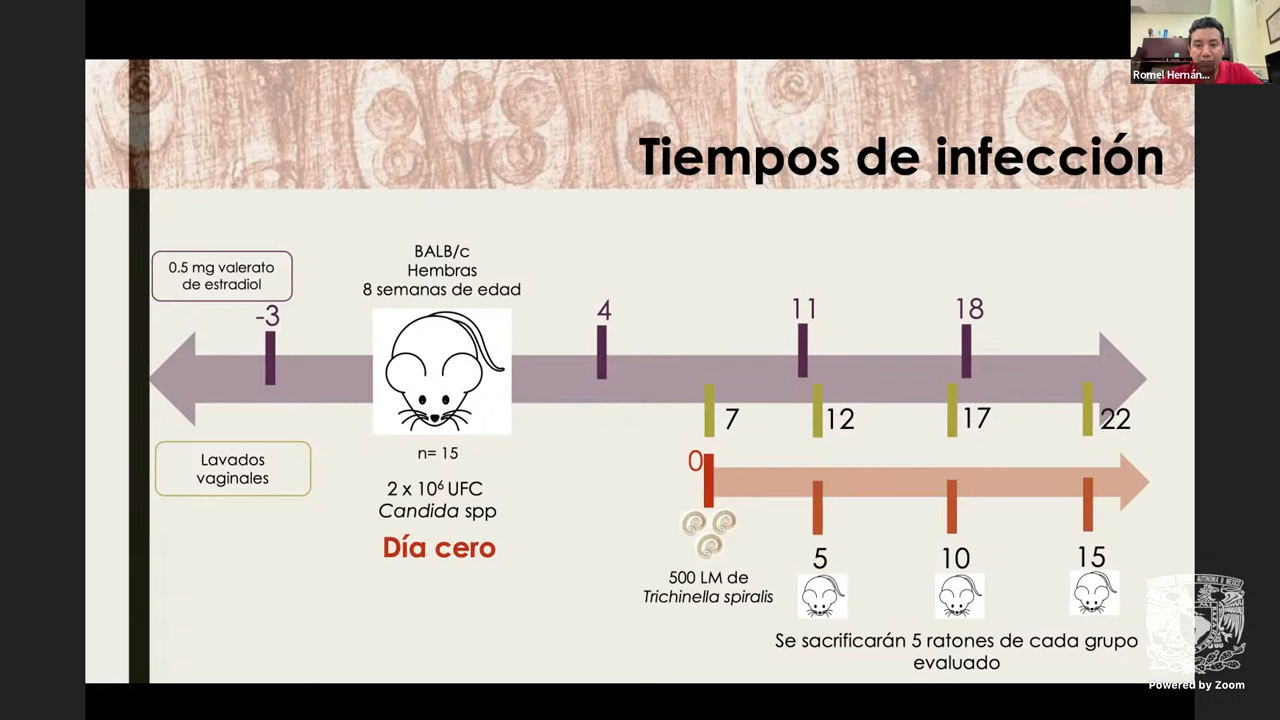 Romel Hernán...
Tiempos de infección
0.5 mg valerato
de estradiol
BALB/c
Hembras
8 semanas de edad
-3
4
11
18
7
12
17
22
Lavados
vaginales
n= 15
2 x 10⁶ UFC
Candida spp
Día cero
0
500 LM de
Trichinella spiralis
5
10
15
Se sacrificarán 5 ratones de cada grupo
evaluado
Powered by Zoom